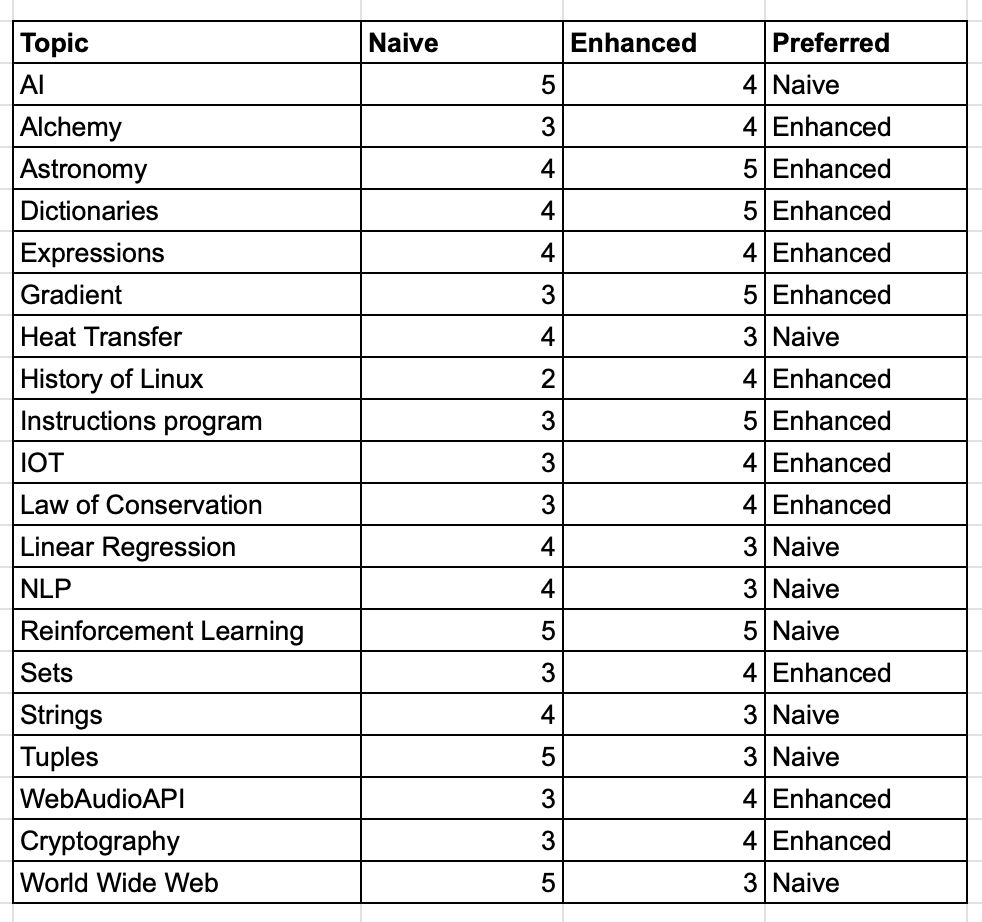 Topic Naive Enhanced Preferred
AI 5 4 Naive
Alchemy 3 4 Enhanced
Astronomy 4 5 Enhanced
Dictionaries 4 5 Enhanced
Expressions 4 4 Enhanced
Gradient 3 5 Enhanced
Heat Transfer 4 3 Naive
History of Linux 2 4 Enhanced
Instructions program 3 5 Enhanced
IOT 3 4 Enhanced
Law of Conservation 3 4 Enhanced
Linear Regression 4 3 Naive
NLP 4 3 Naive
Reinforcement Learning 5 5 Naive
Sets 3 4 Enhanced
Strings 4 3 Naive
Tuples 5 3 Naive
WebAudioAPI 3 4 Enhanced
Cryptography 3 4 Enhanced
World Wide Web 5 3 Naive